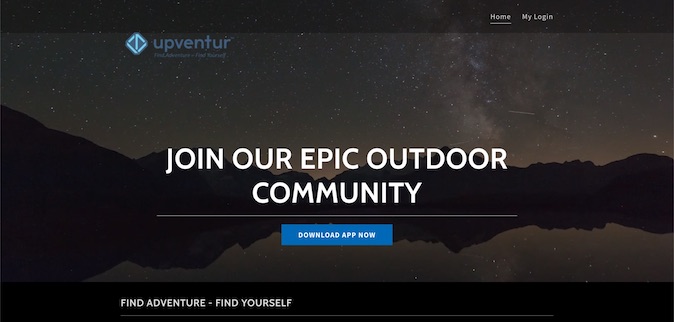 Home My Login
upventur
Find Adventure - Find Yourself
JOIN OUR EPIC OUTDOOR
COMMUNITY
DOWNLOAD APP NOW
FIND ADVENTURE - FIND YOURSELF